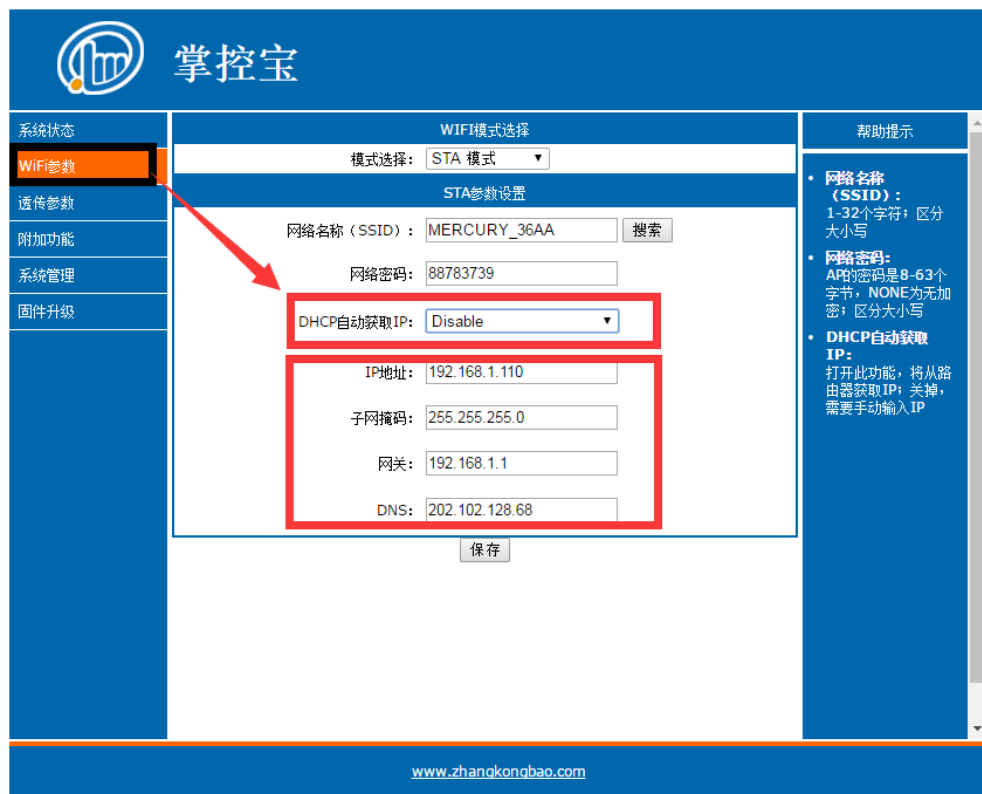 掌控宝
系统状态
WiFi参数
透传参数
附加功能
系统管理
固件升级
WIFI模式选择
模式选择: STA 模式
STA参数设置
网络名称（SSID）: MERCURY_36AA 搜索
网络密码: 88783739
DHCP自动获取IP: Disable
IP地址: 192.168.1.110
子网掩码: 255.255.255.0
网关: 192.168.1.1
DNS: 202.102.128.68
保存
帮助提示
• 网络名称
（SSID）:
1-32个字符；区分
大小写
• 网络密码:
AP的密码是8-63个
字节，NONE为无加
密；区分大小写
• DHCP自动获取
IP:
打开此功能，将从路
由器获取IP；关掉，
需要手动输入IP
www.zhangkongbao.com